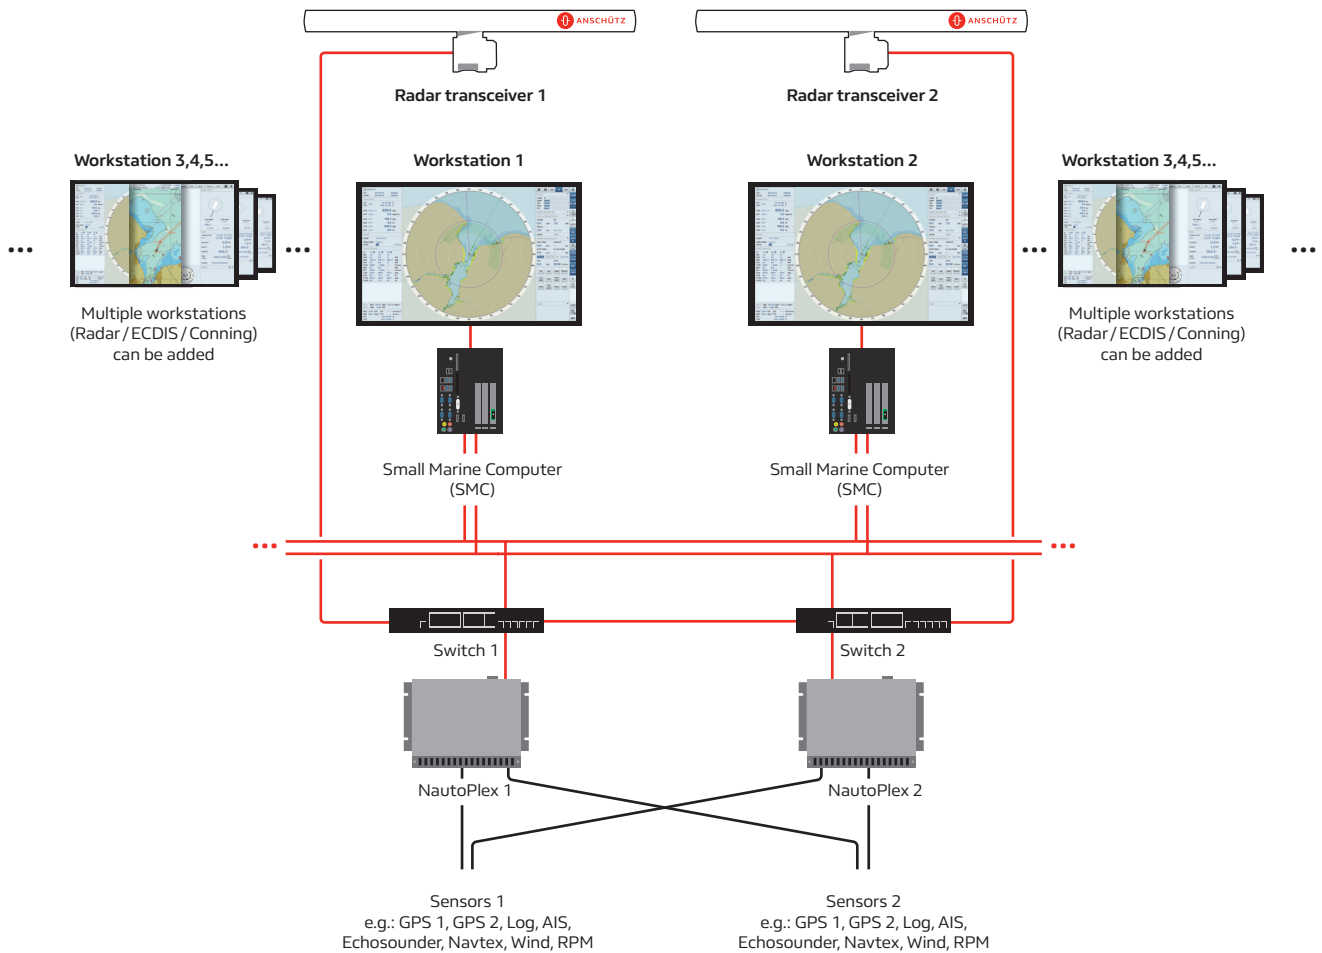 ANSCHÜTZ
ANSCHÜTZ
Radar transceiver 1
Radar transceiver 2
Workstation 3,4,5...
Workstation 1
Workstation 2
Workstation 3,4,5...
...
...
...
...
Multiple workstations
(Radar / ECDIS / Conning)
can be added
Multiple workstations
(Radar / ECDIS / Conning)
can be added
Small Marine Computer
(SMC)
Small Marine Computer
(SMC)
...
...
Switch 1
Switch 2
NautoPlex 1
NautoPlex 2
Sensors 1
e.g.: GPS 1, GPS 2, Log, AIS,
Echosounder, Navtex, Wind, RPM
Sensors 2
e.g.: GPS 1, GPS 2, Log, AIS,
Echosounder, Navtex, Wind, RPM